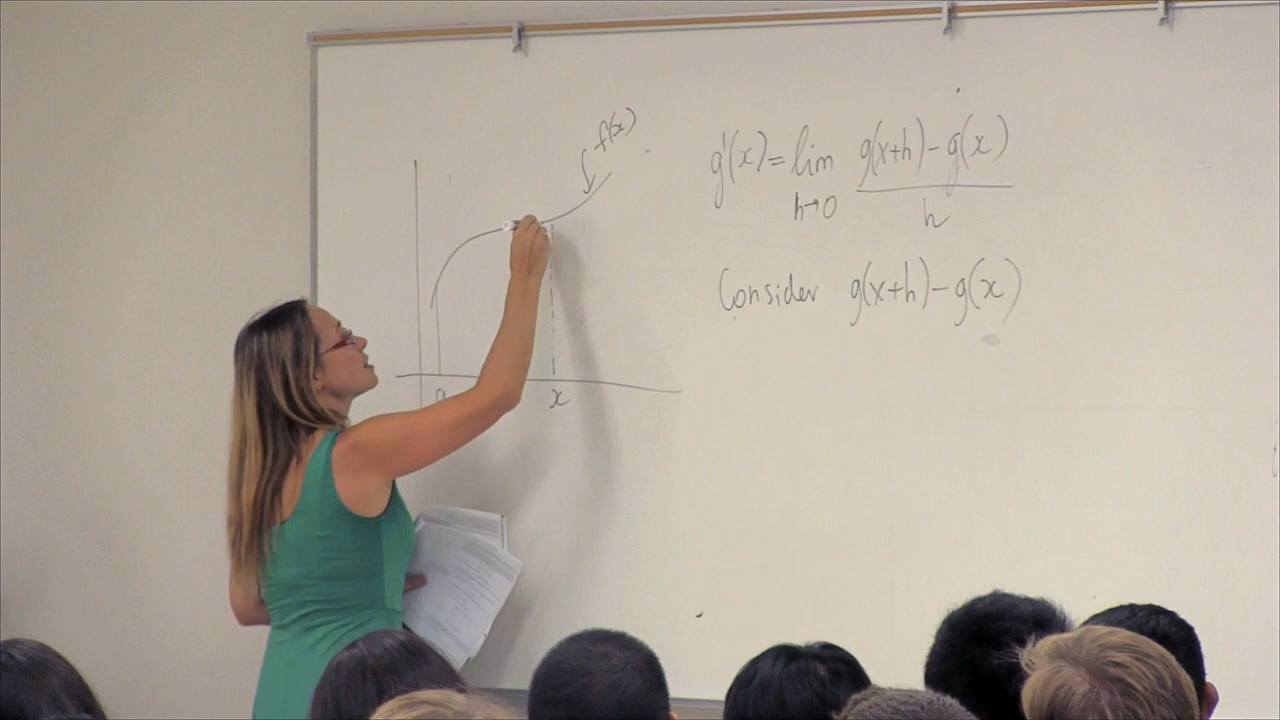 f(x)
a
x
g'(x) = lim g(x+h) - g(x)
h→0 h
Consider g(x+h) - g(x)